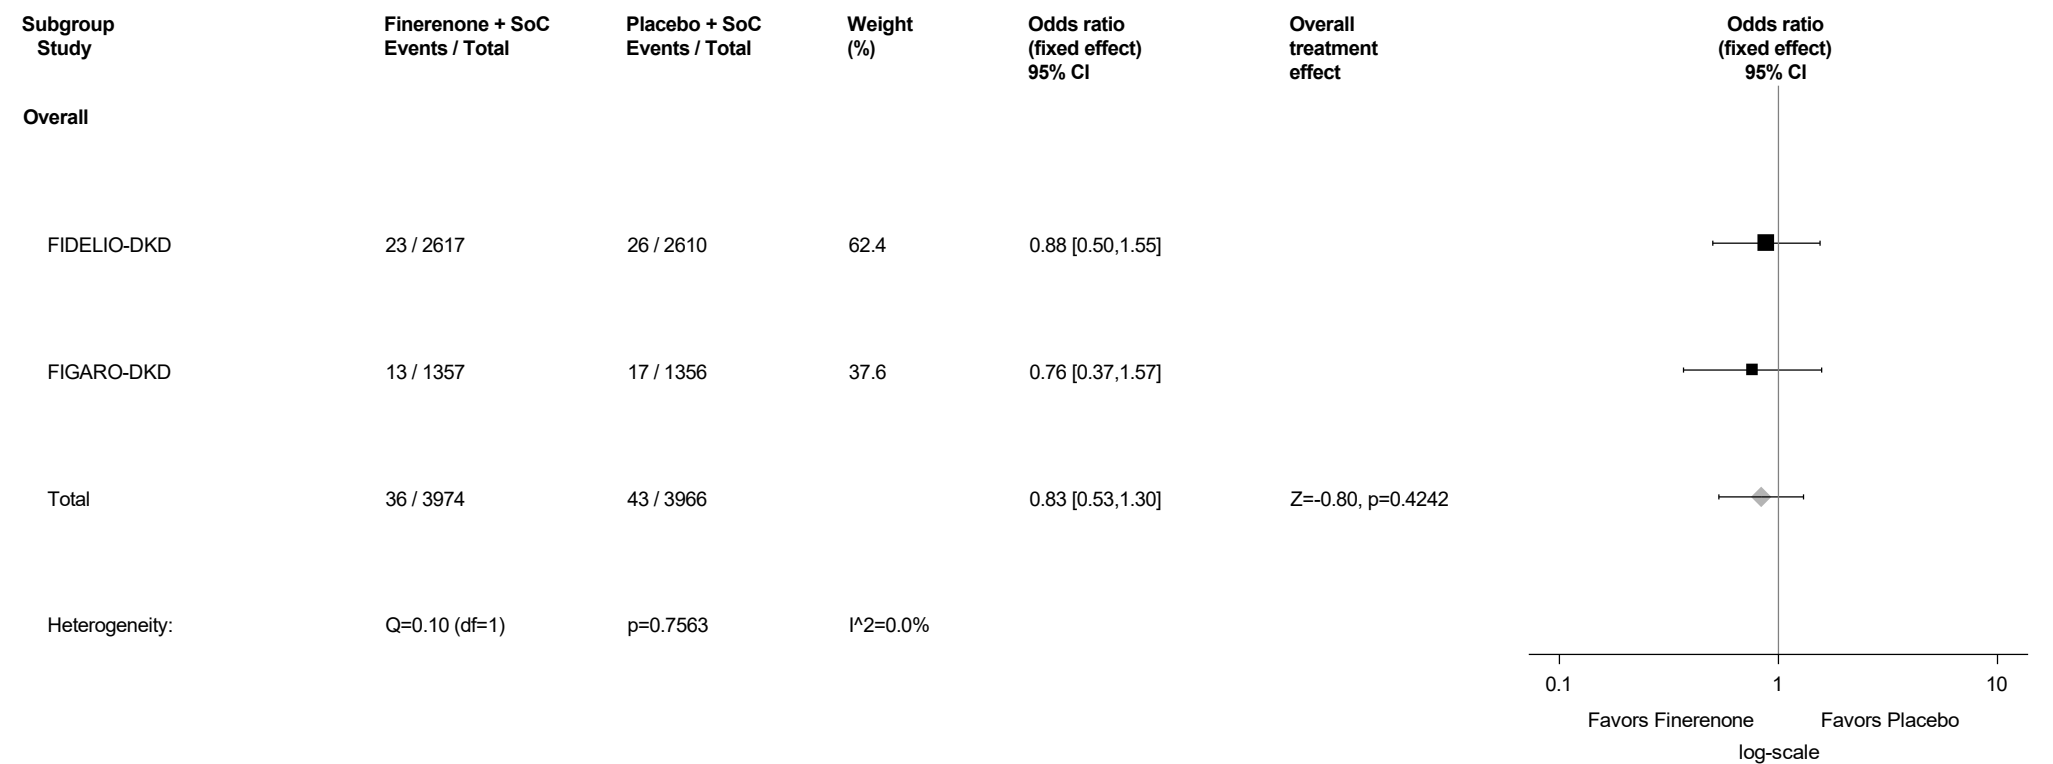 Subgroup Finerenone + SoC Placebo + SoC Weight Odds ratio Overall Odds ratio
Study Events / Total Events / Total (%) (fixed effect) treatment (fixed effect)
95% CI effect 95% CI
Overall
FIDELIO-DKD 23 / 2617 26 / 2610 62.4 0.88 [0.50,1.55]
FIGARO-DKD 13 / 1357 17 / 1356 37.6 0.76 [0.37,1.57]
Total 36 / 3974 43 / 3966 0.83 [0.53,1.30] Z=-0.80, p=0.4242
Heterogeneity: Q=0.10 (df=1) p=0.7563 I^2=0.0%
0.1 1 10
Favors Finerenone Favors Placebo
log-scale